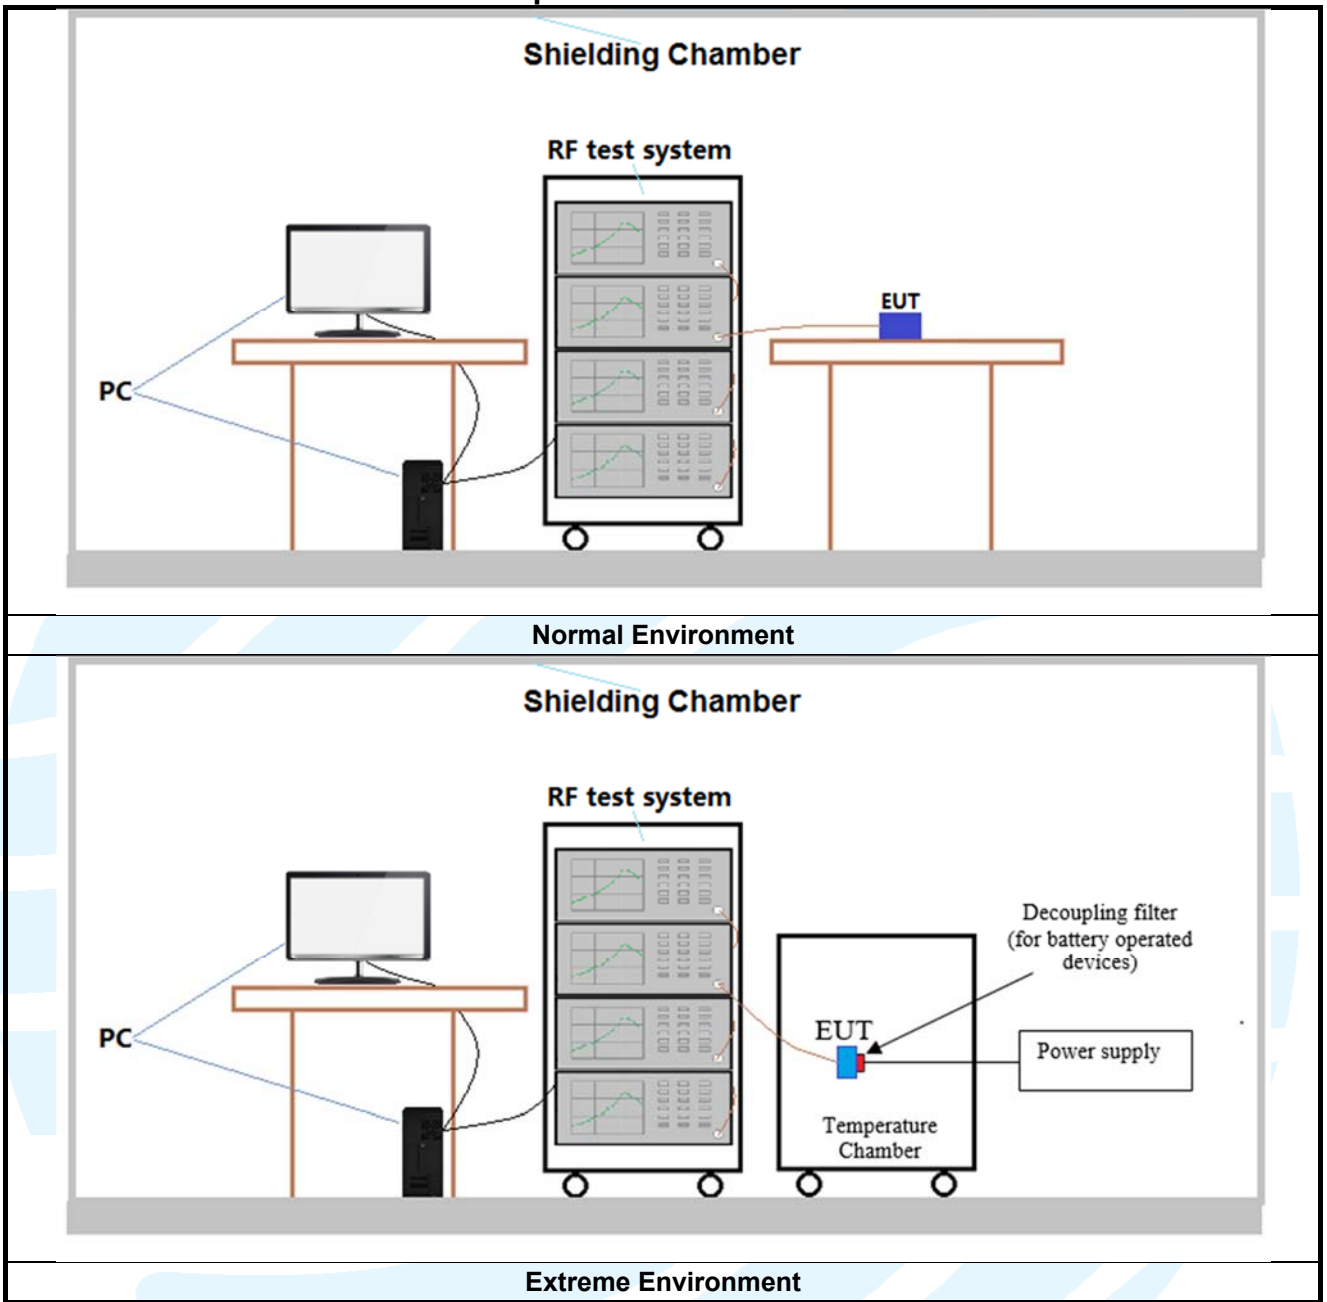 Shielding Chamber
RF test system
EUT
PC
Normal Environment
Shielding Chamber
RF test system
Decoupling filter
(for battery operated
devices)
EUT
Power supply
PC
Temperature
Chamber
Extreme Environment